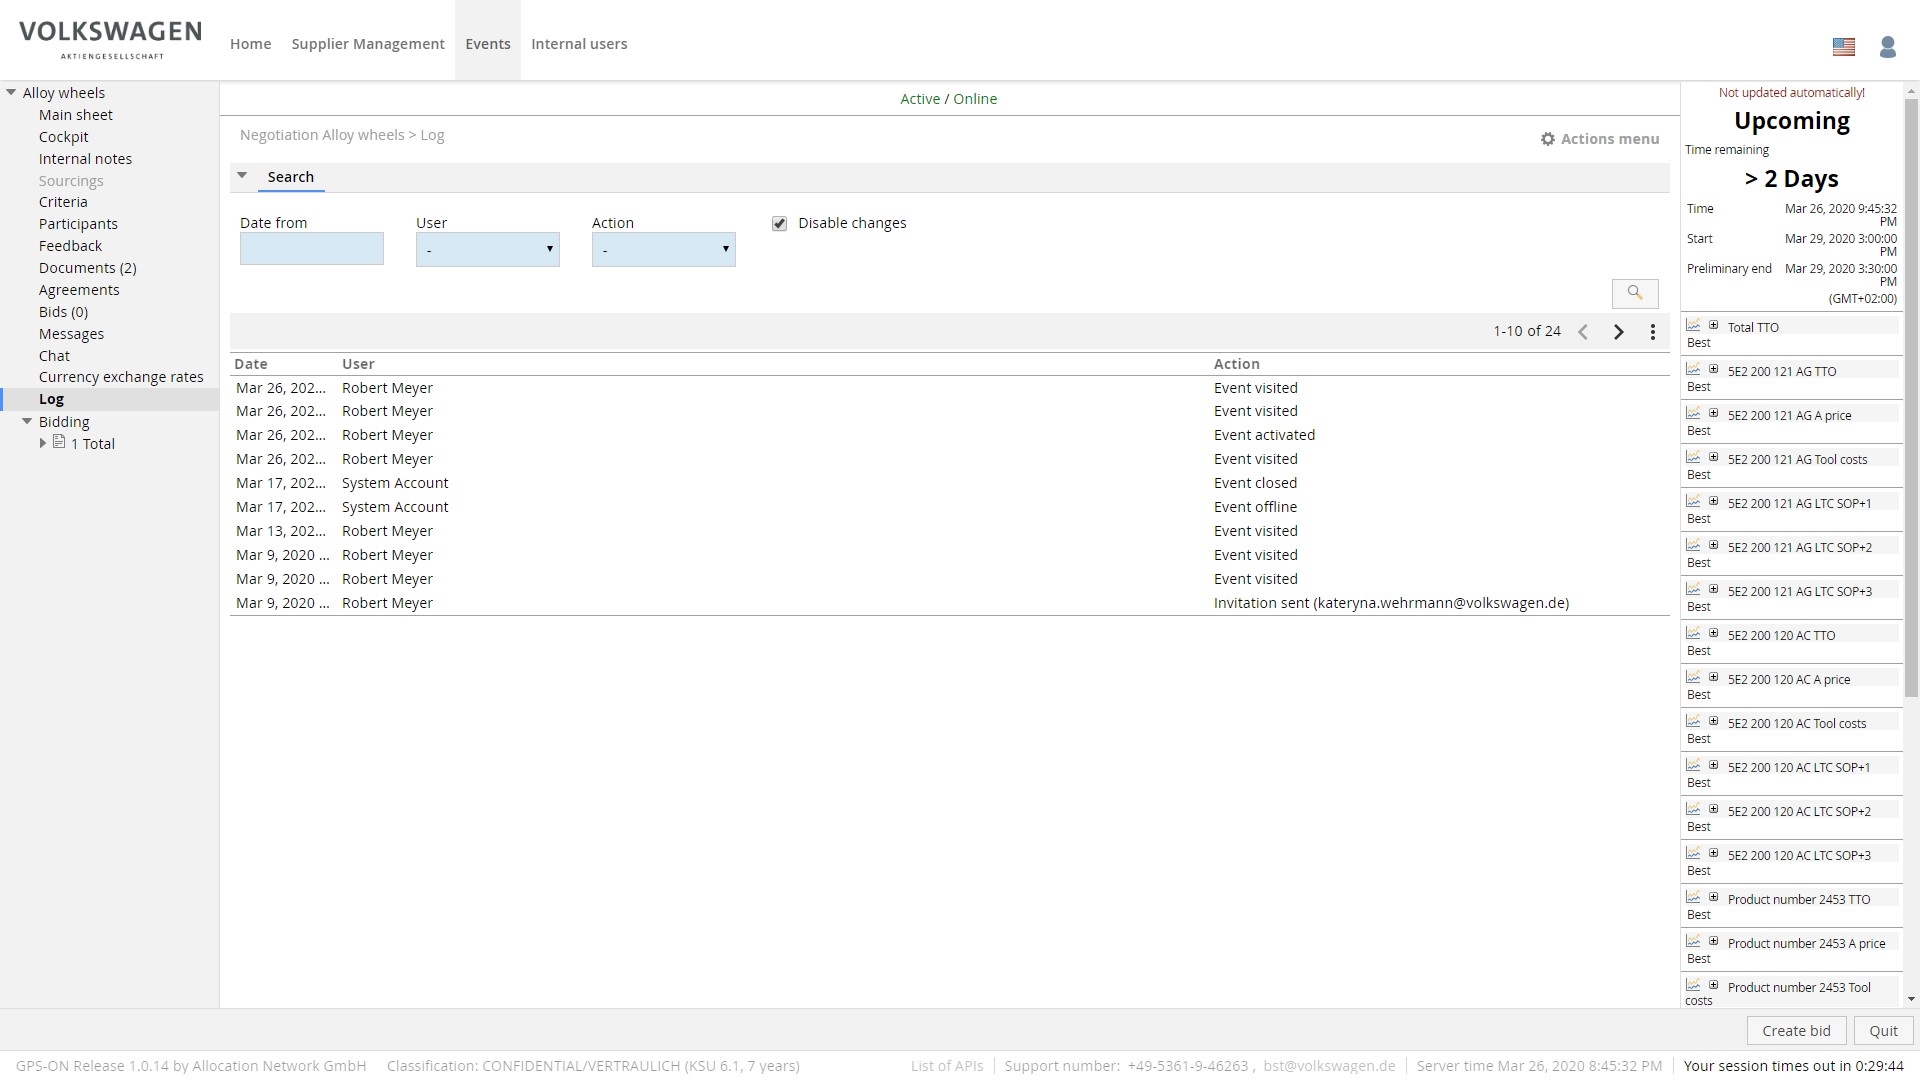 VOLKSWAGEN
AKTIENGESELLSCHAFT
Home Supplier Management Events Internal users
Alloy wheels
Main sheet
Cockpit
Internal notes
Sourcings
Criteria
Participants
Feedback
Documents (2)
Agreements
Bids (0)
Messages
Chat
Currency exchange rates
Log
Bidding
1 Total
Active / Online
Negotiation Alloy wheels > Log
Actions menu
Search
Date from User Action Disable changes
- -
1-10 of 24
Date User Action
Mar 26, 202... Robert Meyer Event visited
Mar 26, 202... Robert Meyer Event visited
Mar 26, 202... Robert Meyer Event activated
Mar 26, 202... Robert Meyer Event visited
Mar 17, 202... System Account Event closed
Mar 17, 202... System Account Event offline
Mar 13, 202... Robert Meyer Event visited
Mar 9, 2020 ... Robert Meyer Event visited
Mar 9, 2020 ... Robert Meyer Event visited
Mar 9, 2020 ... Robert Meyer Invitation sent (kateryna.wehrmann@volkswagen.de)
Not updated automatically!
Upcoming
Time remaining
> 2 Days
Time Mar 26, 2020 9:45:32
PM
Start Mar 29, 2020 3:00:00
PM
Preliminary end Mar 29, 2020 3:30:00
PM
(GMT+02:00)
Total TTO
Best
5E2 200 121 AG TTO
Best
5E2 200 121 AG A price
Best
5E2 200 121 AG Tool costs
Best
5E2 200 121 AG LTC SOP+1
Best
5E2 200 121 AG LTC SOP+2
Best
5E2 200 121 AG LTC SOP+3
Best
5E2 200 120 AC TTO
Best
5E2 200 120 AC A price
Best
5E2 200 120 AC Tool costs
Best
5E2 200 120 AC LTC SOP+1
Best
5E2 200 120 AC LTC SOP+2
Best
5E2 200 120 AC LTC SOP+3
Best
Product number 2453 TTO
Best
Product number 2453 A price
Best
Product number 2453 Tool
costs
Create bid Quit
GPS-ON Release 1.0.14 by Allocation Network GmbH Classification: CONFIDENTIAL/VERTRAULICH (KSU 6.1, 7 years) List of APIs Support number: +49-5361-9-46263 , bst@volkswagen.de Server time Mar 26, 2020 8:45:32 PM Your session times out in 0:29:44